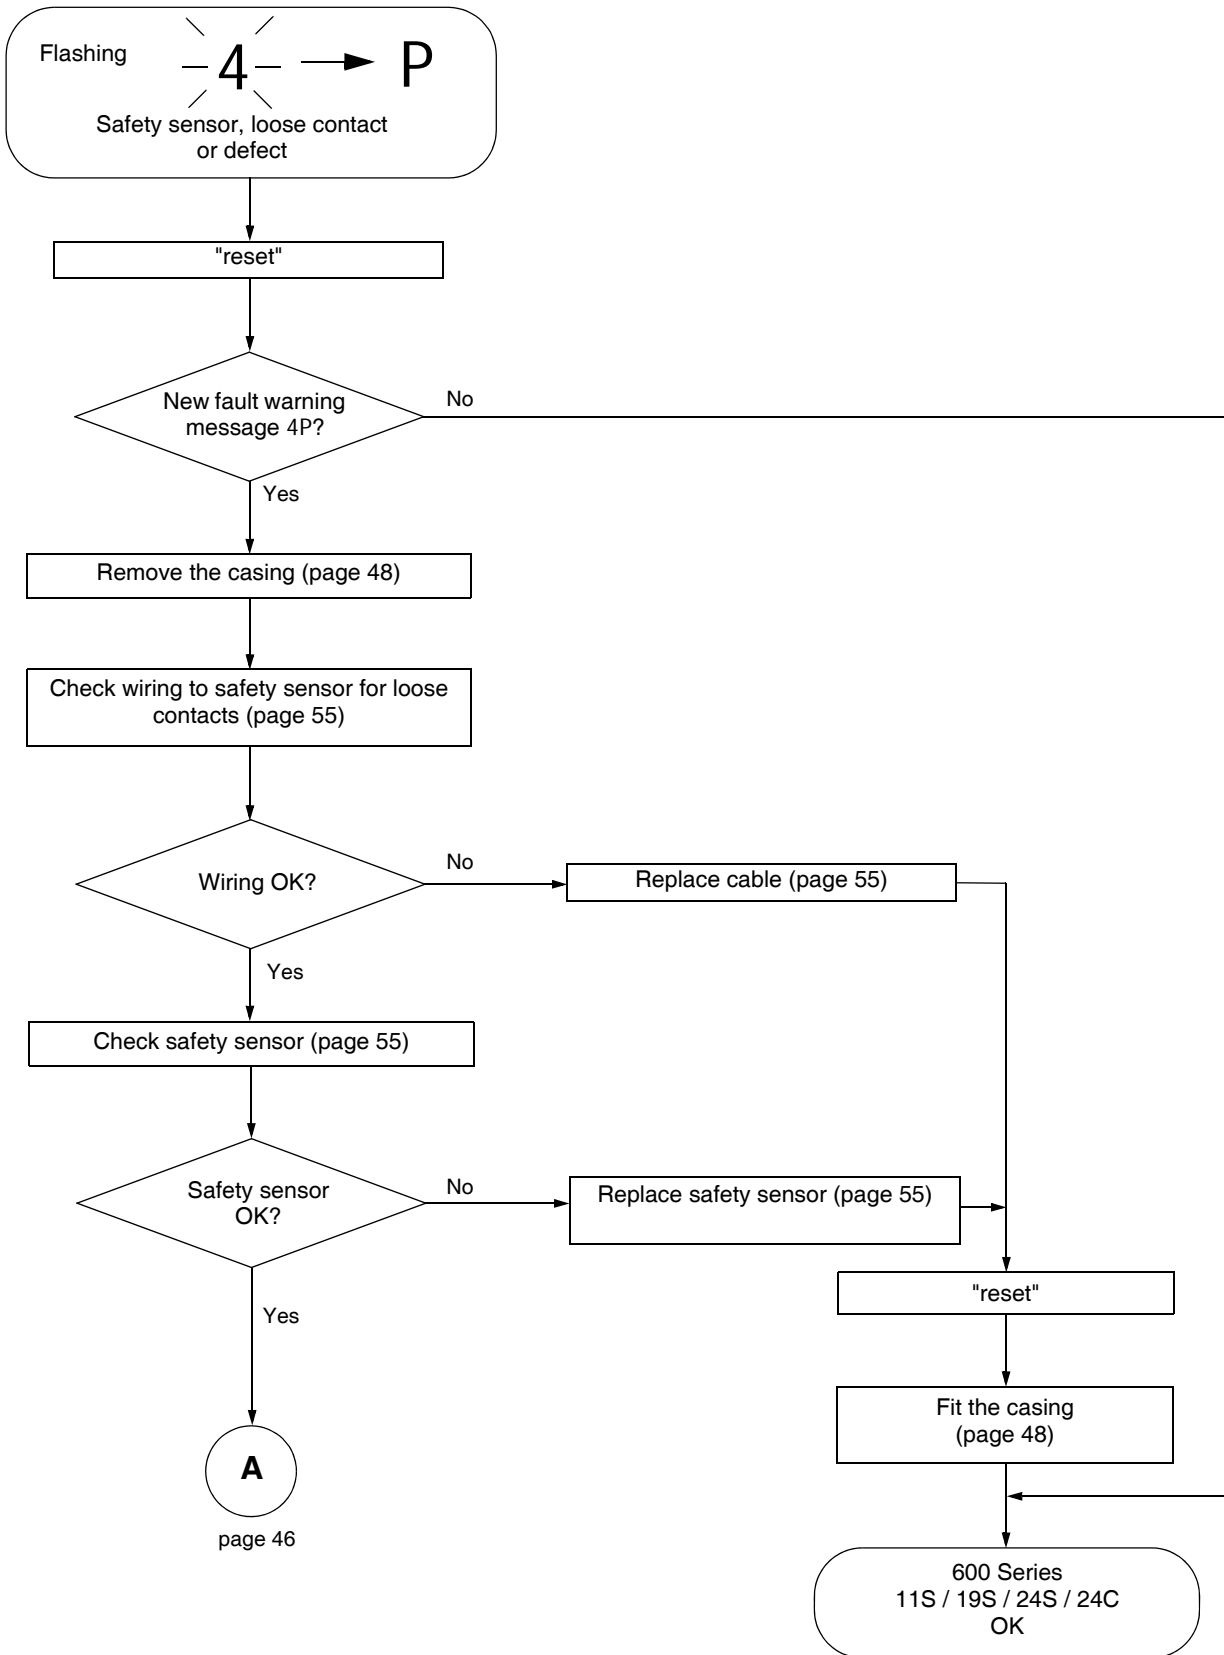 Flashing
4
P
Safety sensor, loose contact
or defect
"reset"
New fault warning
message 4P?
No
Yes
Remove the casing (page 48)
Check wiring to safety sensor for loose
contacts (page 55)
Wiring OK?
No
Replace cable (page 55)
Yes
Check safety sensor (page 55)
Safety sensor
OK?
No
Replace safety sensor (page 55)
Yes
"reset"
Fit the casing
(page 48)
A
page 46
600 Series
11S / 19S / 24S / 24C
OK